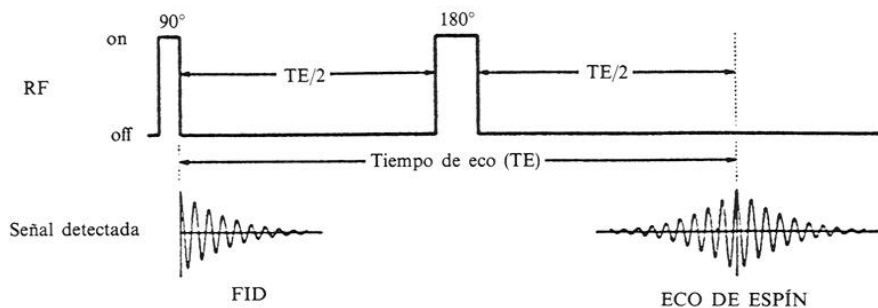 90°
180°
on
TE/2
TE/2
RF
off
Tiempo de eco (TE)
Señal detectada
FID
ECO DE ESPÍN